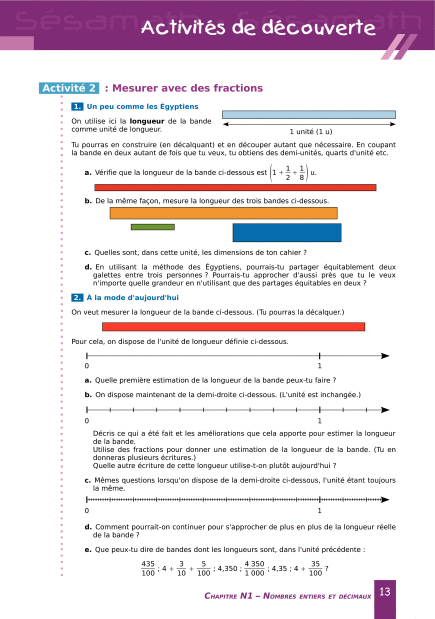 Sésamath Sésamath
Activités de découverte
Activité 2 : Mesurer avec des fractions
1. Un peu comme les Égyptiens
On utilise ici la longueur de la bande
comme unité de longueur.
1 unité (1 u)
Tu pourras en construire (en décalquant) et en découper autant que nécessaire. En coupant
la bande en deux autant de fois que tu veux, tu obtiens des demi-unités, quarts d'unité etc.
a. Vérifie que la longueur de la bande ci-dessous est (1 + 1/2 + 1/8) u.
b. De la même façon, mesure la longueur des trois bandes ci-dessous.
c. Quelles sont, dans cette unité, les dimensions de ton cahier ?
d. En utilisant la méthode des Égyptiens, pourrais-tu partager équitablement deux
galettes entre trois personnes ? Pourrais-tu approcher d'aussi près que tu le veux
n'importe quelle grandeur en n'utilisant que des partages équitables en deux ?
2. À la mode d'aujourd'hui
On veut mesurer la longueur de la bande ci-dessous. (Tu pourras la décalquer.)
Pour cela, on dispose de l'unité de longueur définie ci-dessous.
0 1
a. Quelle première estimation de la longueur de la bande peux-tu faire ?
b. On dispose maintenant de la demi-droite ci-dessous. (L'unité est inchangée.)
0 1
Décris ce qui a été fait et les améliorations que cela apporte pour estimer la longueur
de la bande.
Utilise des fractions pour donner une estimation de la longueur de la bande. (Tu en
donneras plusieurs écritures.)
Quelle autre écriture de cette longueur utilise-t-on plutôt aujourd'hui ?
c. Mêmes questions lorsqu'on dispose de la demi-droite ci-dessous, l'unité étant toujours
la même.
0 1
d. Comment pourrait-on continuer pour s'approcher de plus en plus de la longueur réelle
de la bande ?
e. Que peux-tu dire de bandes dont les longueurs sont, dans l'unité précédente :
435/100 ; 4 + 3/10 + 5/100 ; 4,350 ; 4 350/1 000 ; 4,35 ; 4 + 35/100 ?
CHAPITRE N1 – NOMBRES ENTIERS ET DÉCIMAUX 13